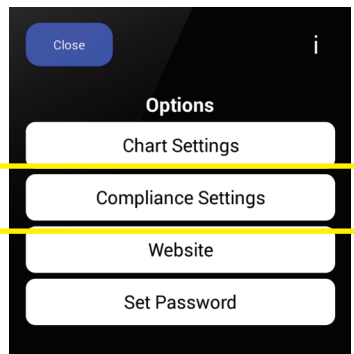 Close
i
Options
Chart Settings
Compliance Settings
Website
Set Password